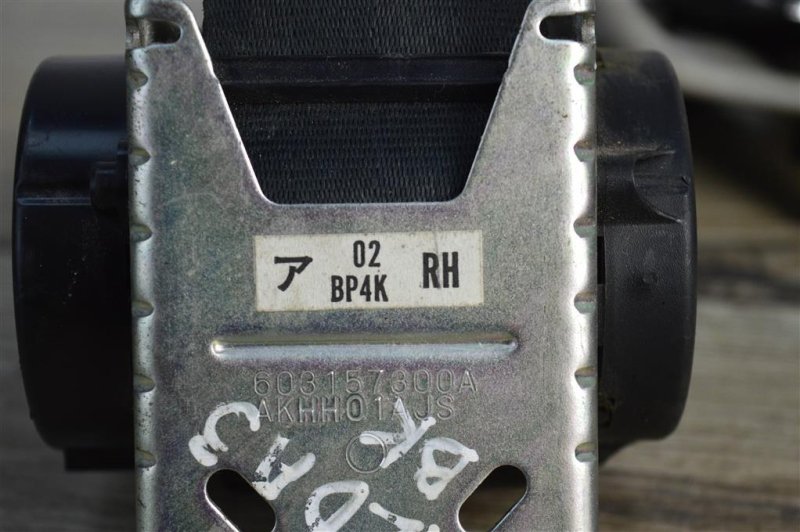 ア 02 RH
BP4K
603157300A
AKHH01AJS